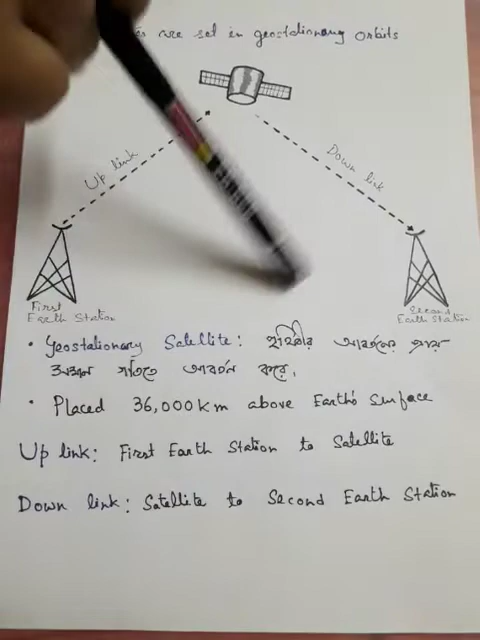 are set in geostationary orbits
Up link
Down link
First
Earth Station
Second
Earth Station
• Geostationary Satellite: পৃথিবীর আবর্তনের প্রায়
সমান গতিতে আবর্তন করে।
• Placed 36,000km above Earth's Surface
Up link: First Earth Station to Satellite
Down link: Satellite to Second Earth Station